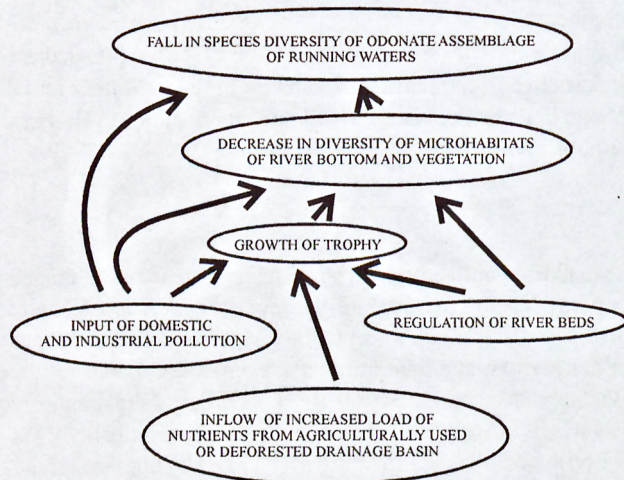 FALL IN SPECIES DIVERSITY OF ODONATE ASSEMBLAGE
OF RUNNING WATERS
DECREASE IN DIVERSITY OF MICROHABITATS
OF RIVER BOTTOM AND VEGETATION
GROWTH OF TROPHY
INPUT OF DOMESTIC
AND INDUSTRIAL POLLUTION
REGULATION OF RIVER BEDS
INFLOW OF INCREASED LOAD OF
NUTRIENTS FROM AGRICULTURALLY USED
OR DEFORESTED DRAINAGE BASIN